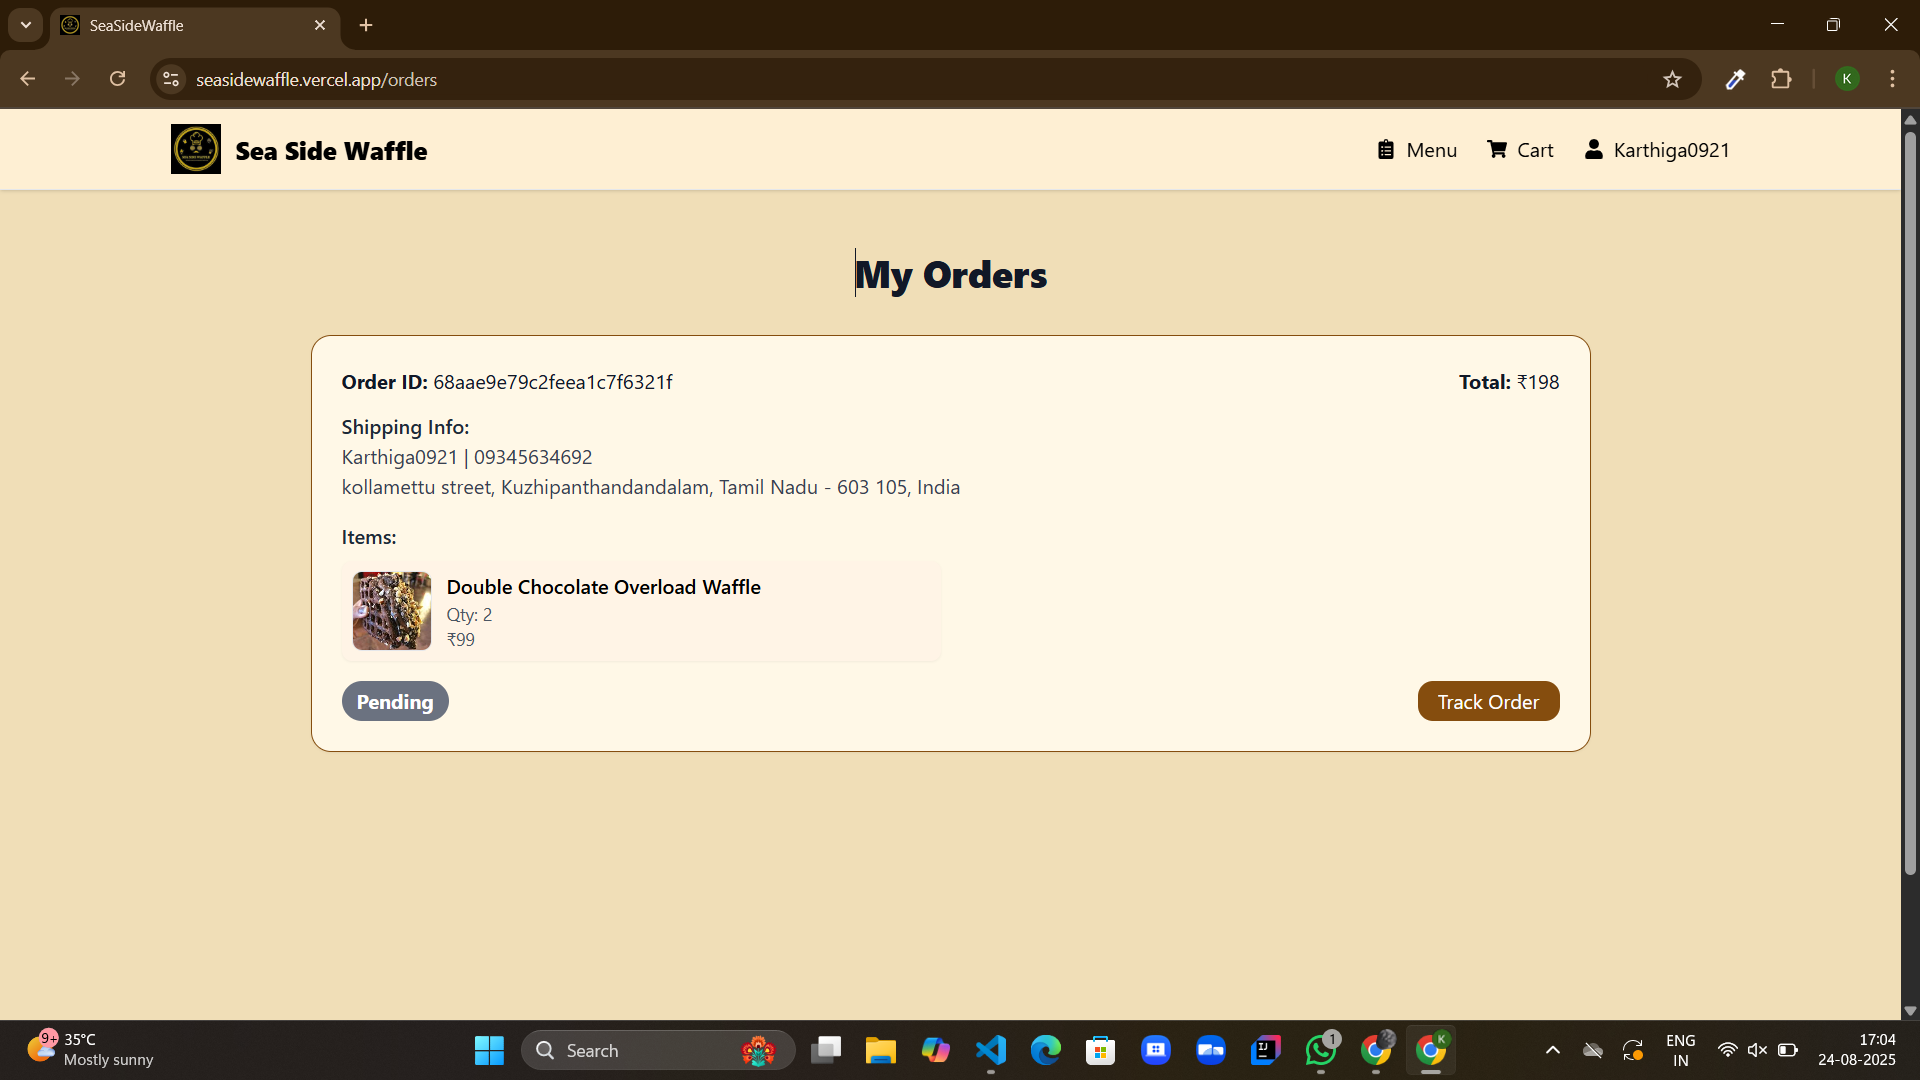 SeaSideWaffle
seasidewaffle.vercel.app/orders
K
Sea Side Waffle
Menu
Cart
Karthiga0921
My Orders
Order ID: 68aae9e79c2feea1c7f6321f
Total: ₹198
Shipping Info:
Karthiga0921 | 09345634692
kollamettu street, Kuzhipanthandandalam, Tamil Nadu - 603 105, India
Items:
Double Chocolate Overload Waffle
Qty: 2
₹99
Pending
Track Order
9+
35°C
Mostly sunny
Search
1
K
ENG
IN
17:04
24-08-2025